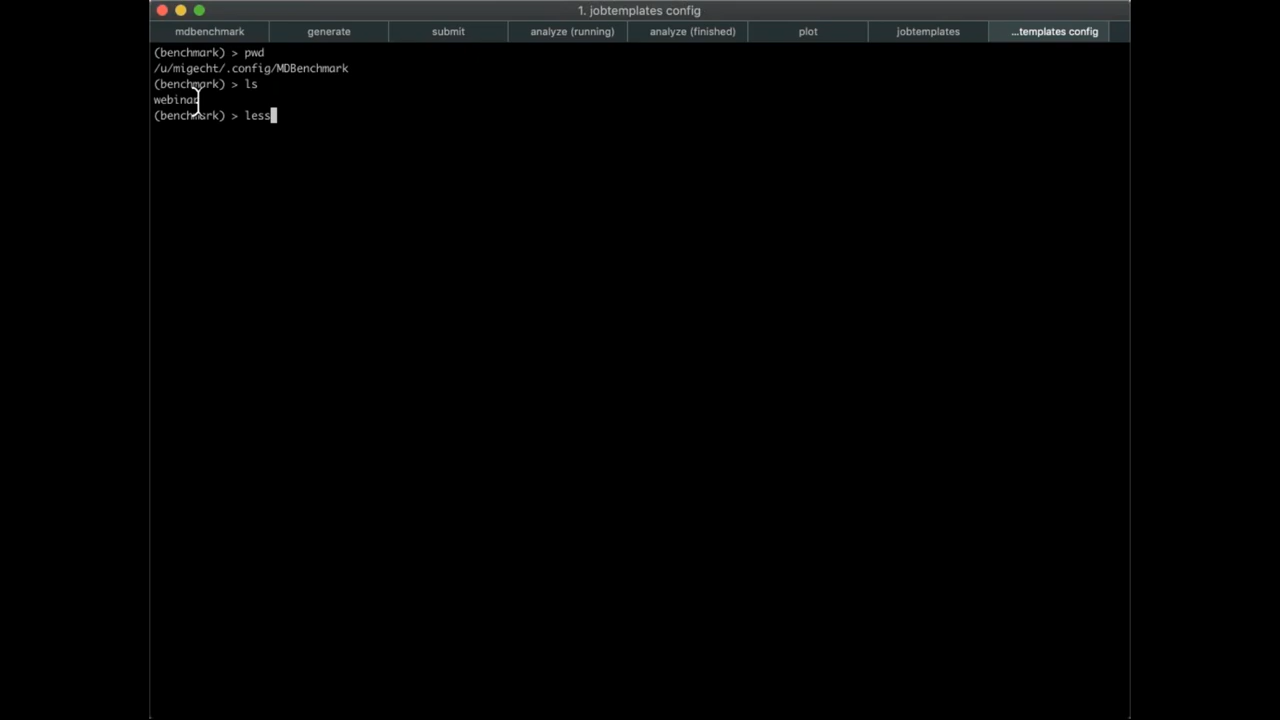 1. jobtemplates config
mdbenchmark generate submit analyze (running) analyze (finished) plot jobtemplates ...templates config
(benchmark) > pwd
/u/migecht/.config/MDBenchmark
(benchmark) > ls
webinar
(benchmark) > less